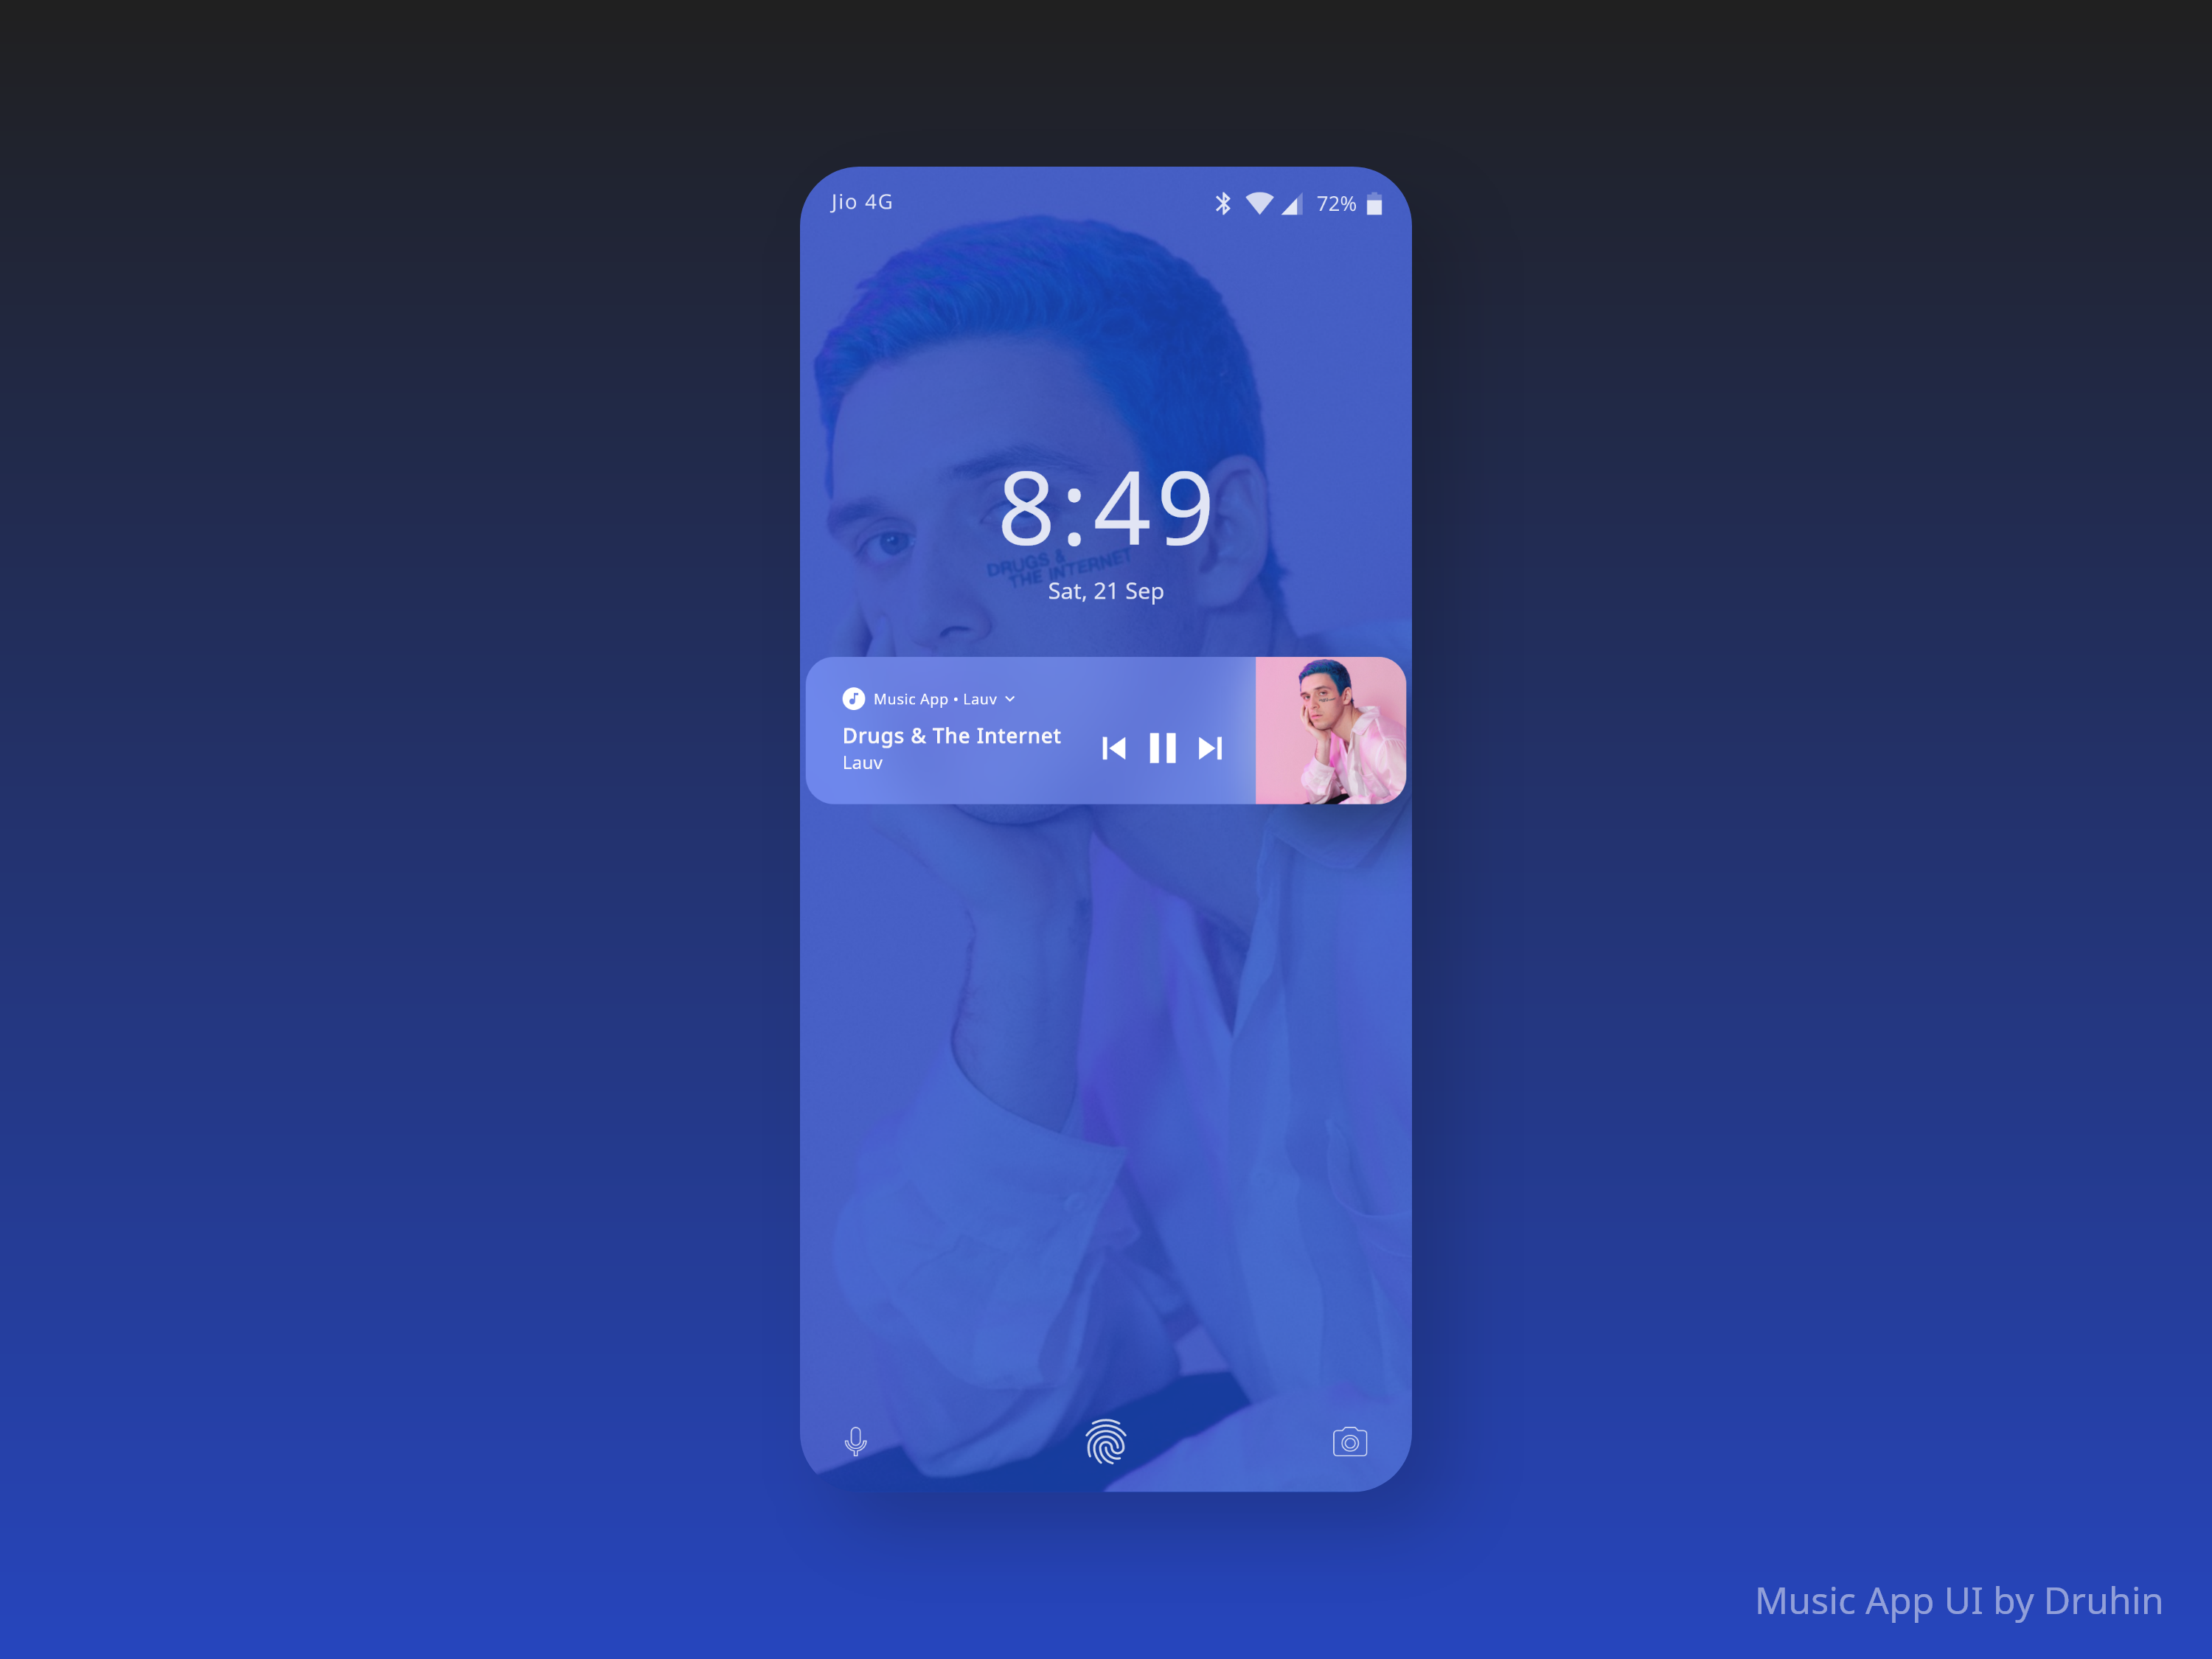 Jio 4G
72%
8:49
DRUGS &
THE INTERNET
Sat, 21 Sep
Music App • Lauv
Drugs & The Internet
Lauv
Music App UI by Druhin